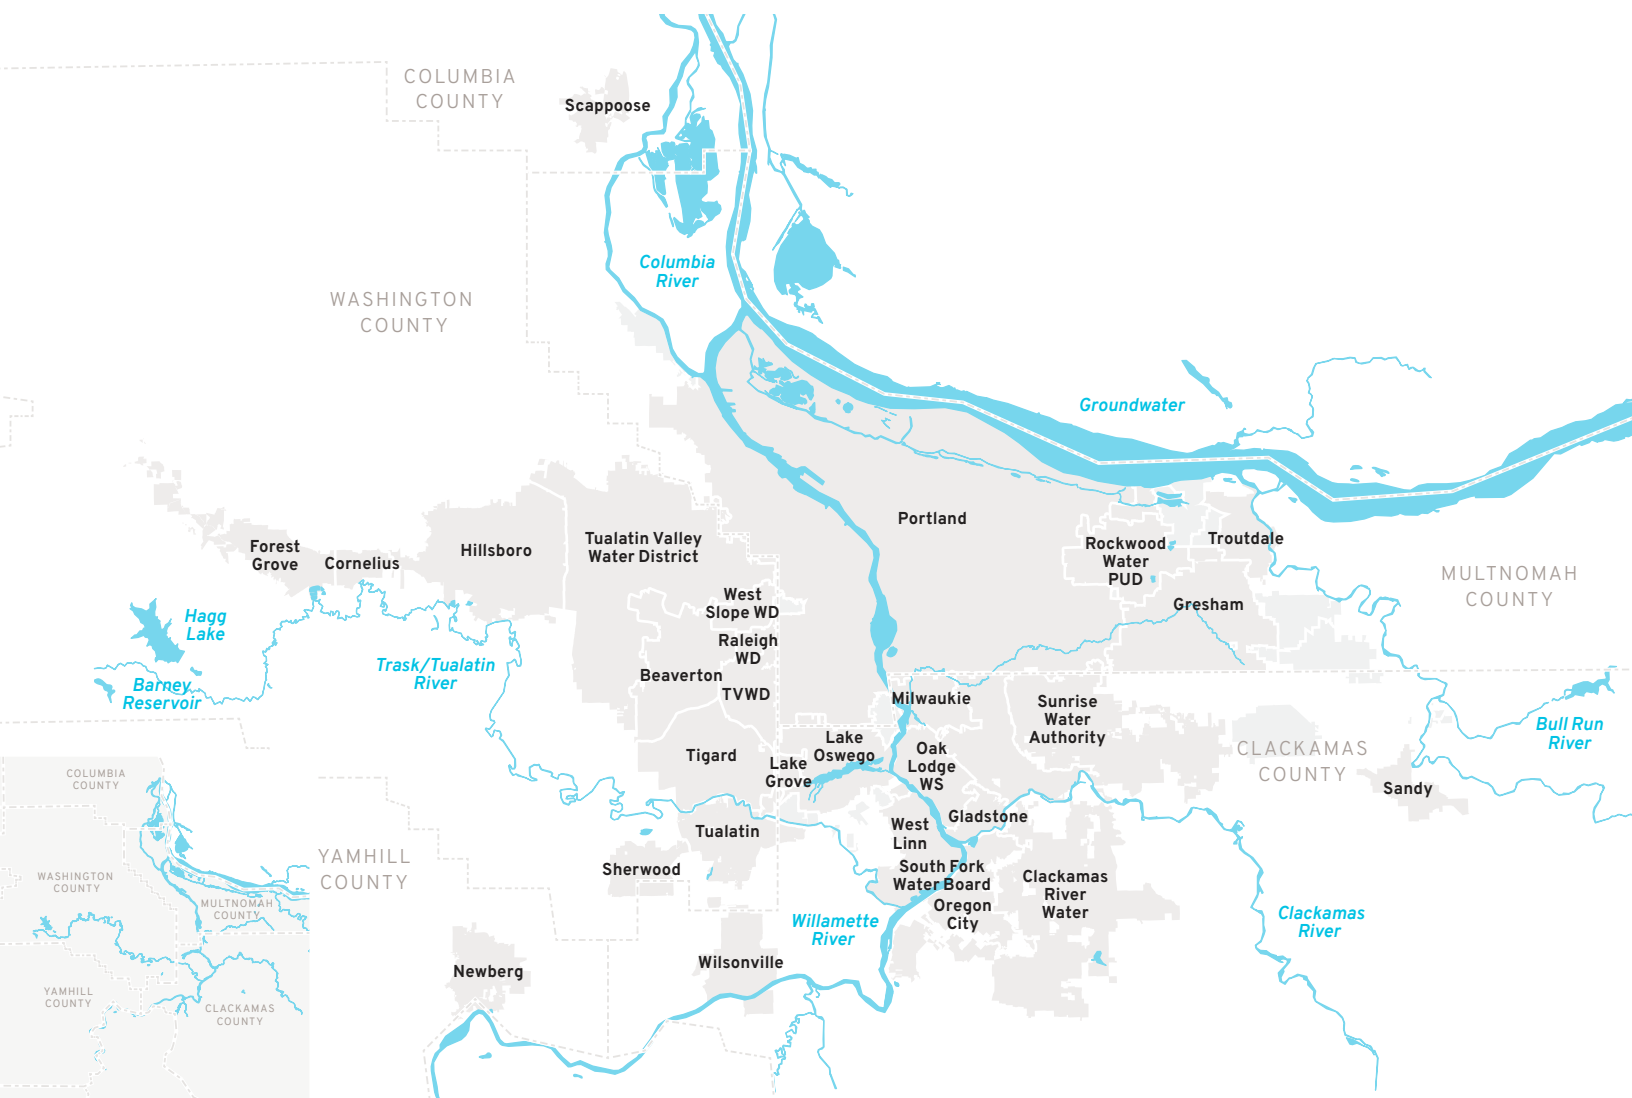 COLUMBIA
COUNTY
Scappoose
Columbia
River
WASHINGTON
COUNTY
Groundwater
Portland
Forest
Grove
Cornelius
Hillsboro
Tualatin Valley
Water District
Rockwood
Water
PUD
Troutdale
MULTNOMAH
COUNTY
West
Slope WD
Gresham
Hagg
Lake
Raleigh
WD
Trask/Tualatin
River
Beaverton
TVWD
Barney
Reservoir
Milwaukie
Sunrise
Water
Authority
Bull Run
River
Lake
Oswego
Oak
Lodge
WS
Tigard
Lake
Grove
CLACKAMAS
COUNTY
Sandy
COLUMBIA
COUNTY
Gladstone
West
Linn
Tualatin
YAMHILL
COUNTY
Sherwood
South Fork
Water Board
Clackamas
River
Water
WASHINGTON
COUNTY
MULTNOMAH
COUNTY
Oregon
City
Willamette
River
Clackamas
River
Wilsonville
Newberg
YAMHILL
COUNTY
CLACKAMAS
COUNTY